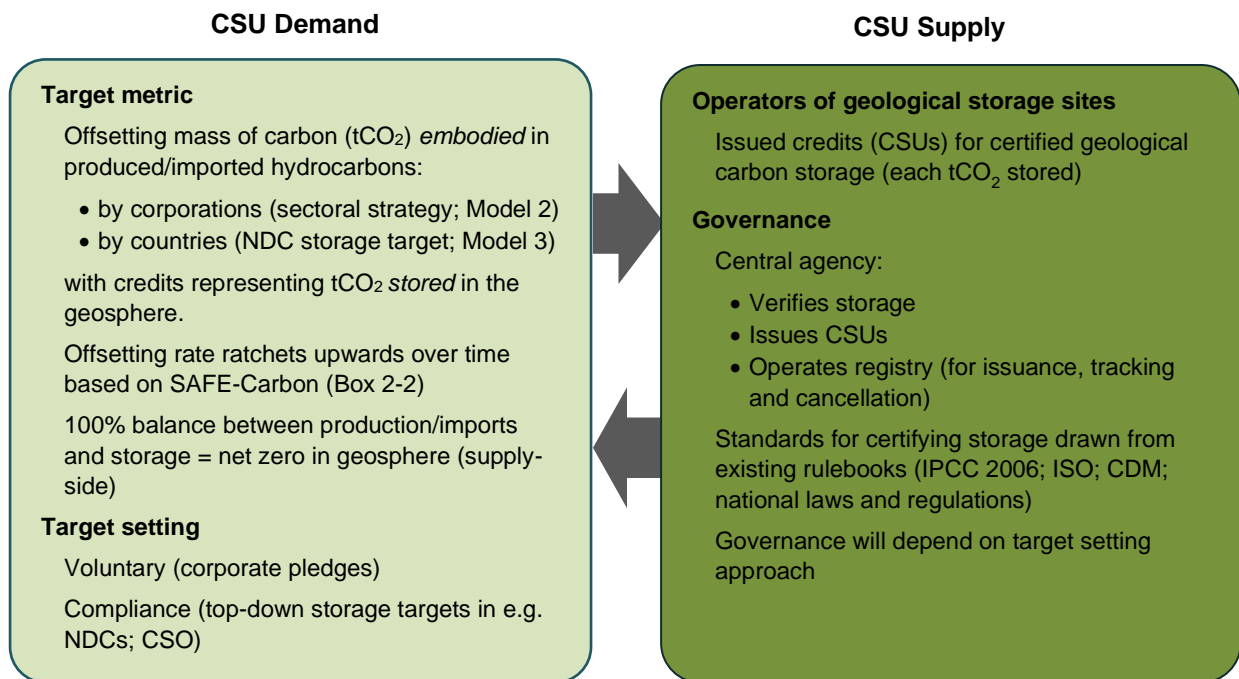 CSU Demand
Target metric
Offsetting mass of carbon (tCO₂) embodied in
produced/imported hydrocarbons:
• by corporations (sectoral strategy; Model 2)
• by countries (NDC storage target; Model 3)
with credits representing tCO₂ stored in the
geosphere.
Offsetting rate ratchets upwards over time
based on SAFE-Carbon (Box 2-2)
100% balance between production/imports
and storage = net zero in geosphere (supply-
side)
Target setting
Voluntary (corporate pledges)
Compliance (top-down storage targets in e.g.
NDCs; CSO)
CSU Supply
Operators of geological storage sites
Issued credits (CSUs) for certified geological
carbon storage (each tCO₂ stored)
Governance
Central agency:
• Verifies storage
• Issues CSUs
• Operates registry (for issuance, tracking
and cancellation)
Standards for certifying storage drawn from
existing rulebooks (IPCC 2006; ISO; CDM;
national laws and regulations)
Governance will depend on target setting
approach